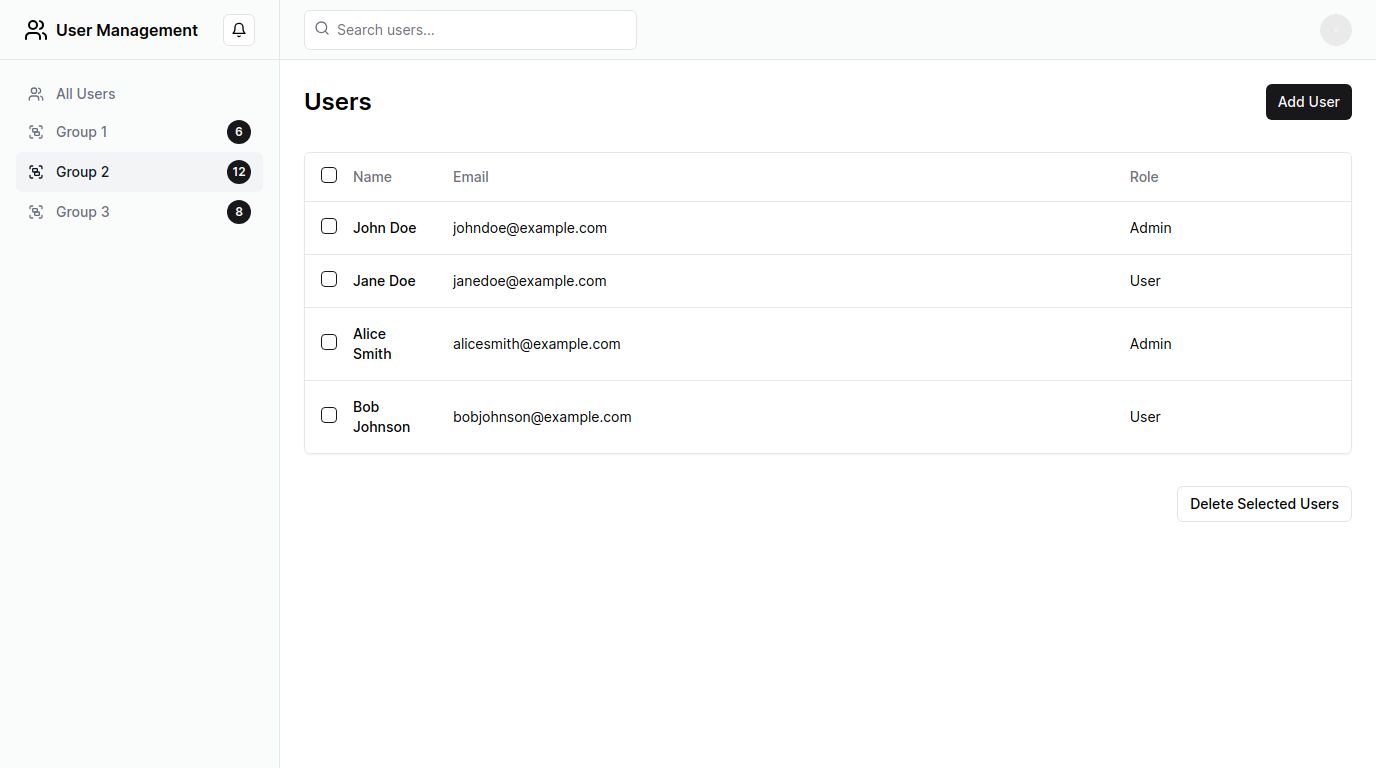 User Management
Search users...
All Users
Group 1 6
Group 2 12
Group 3 8
Users
Add User
Name Email Role
John Doe johndoe@example.com Admin
Jane Doe janedoe@example.com User
Alice
Smith
alicesmith@example.com Admin
Bob
Johnson
bobjohnson@example.com User
Delete Selected Users